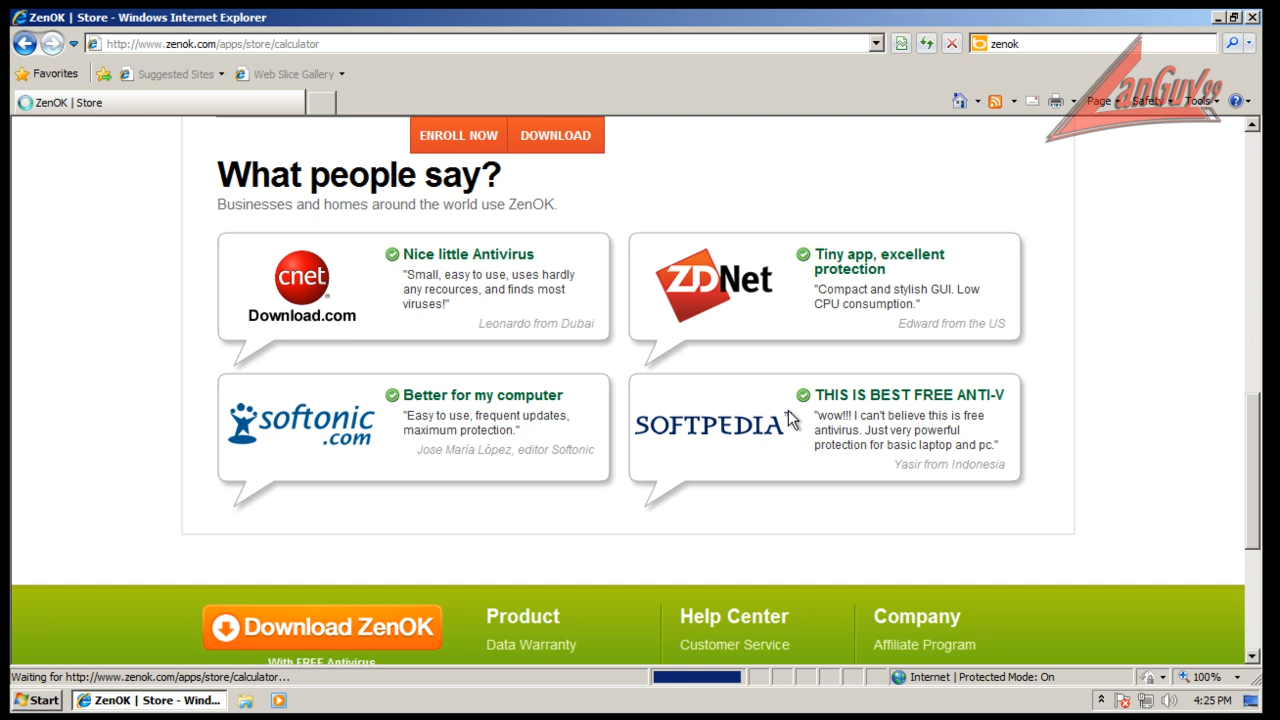 ZenOK | Store - Windows Internet Explorer
http://www.zenok.com/apps/store/calculator
zenok
Favorites
Suggested Sites
Web Slice Gallery
ZenOK | Store
Page
Safety
Tools
LanGuy99
ENROLL NOW
DOWNLOAD
What people say?
Businesses and homes around the world use ZenOK.
cnet
Download.com
Nice little Antivirus
"Small, easy to use, uses hardly
any recources, and finds most
viruses!"
Leonardo from Dubai
ZDNet
Tiny app, excellent
protection
"Compact and stylish GUI. Low
CPU consumption."
Edward from the US
softonic
.com
Better for my computer
"Easy to use, frequent updates,
maximum protection."
Jose María López, editor Softonic
SOFTPEDIA
THIS IS BEST FREE ANTI-V
"wow!!! I can't believe this is free
antivirus. Just very powerful
protection for basic laptop and pc."
Yasir from Indonesia
Download ZenOK
With FREE Antivirus
Product
Data Warranty
Help Center
Customer Service
Company
Affiliate Program
Waiting for http://www.zenok.com/apps/store/calculator...
Internet | Protected Mode: On
100%
Start
ZenOK | Store - Wind...
4:25 PM